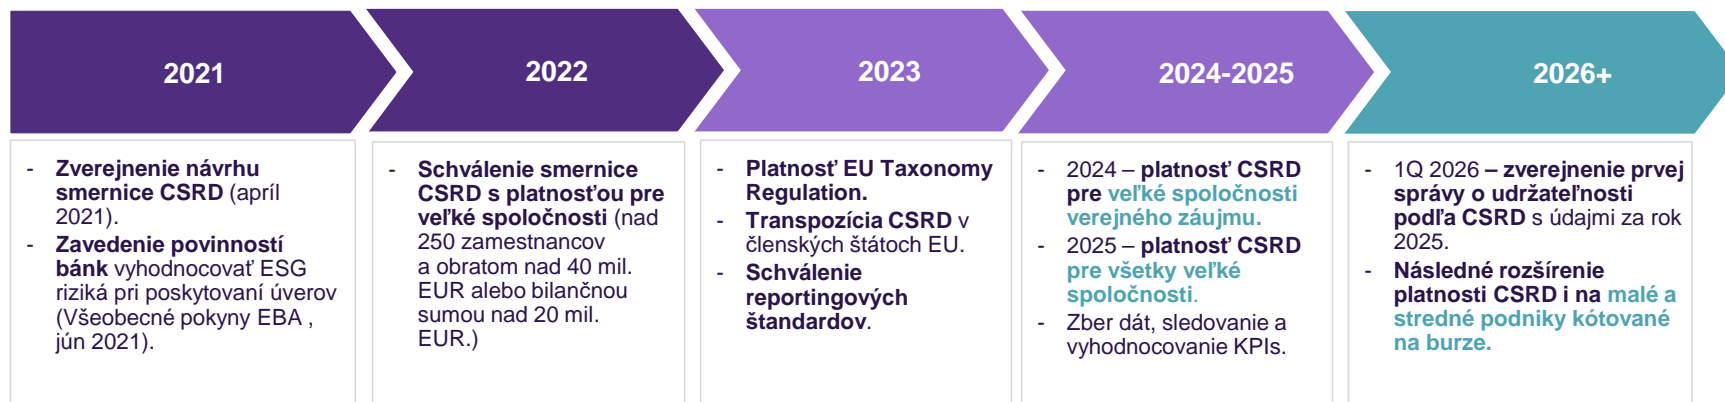 2021
2022
2023
2024-2025
2026+
- Zverejnenie návrhu
smernice CSRD (apríl
2021).
- Zavedenie povinností
bánk vyhodnocovať ESG
riziká pri poskytovaní úverov
(Všeobecné pokyny EBA ,
jún 2021).
- Schválenie smernice
CSRD s platnosťou pre
veľké spoločnosti (nad
250 zamestnancov
a obratom nad 40 mil.
EUR alebo bilančnou
sumou nad 20 mil.
EUR.)
- Platnosť EU Taxonomy
Regulation.
- Transpozícia CSRD v
členských štátoch EU.
- Schválenie
reportingových
štandardov.
- 2024 – platnosť CSRD
pre veľké spoločnosti
verejného záujmu.
- 2025 – platnosť CSRD
pre všetky veľké
spoločnosti.
- Zber dát, sledovanie a
vyhodnocovanie KPIs.
- 1Q 2026 – zverejnenie prvej
správy o udržateľnosti
podľa CSRD s údajmi za rok
2025.
- Následné rozšírenie
platnosti CSRD i na malé a
stredné podniky kótované
na burze.